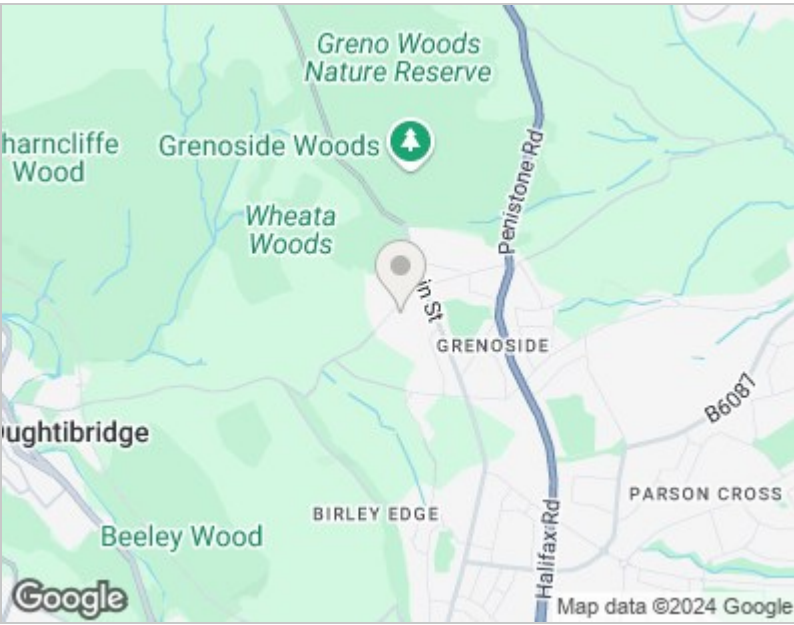 Greno Woods
Nature Reserve
harncliffe
Wood
Grenoside Woods
Penistone Rd
Wheata
Woods
in St
GRENOSIDE
B6087
ughtibridge
PARSON CROSS
BIRLEY EDGE
Beeley Wood
Halifax Rd
Google
Map data ©2024 Google